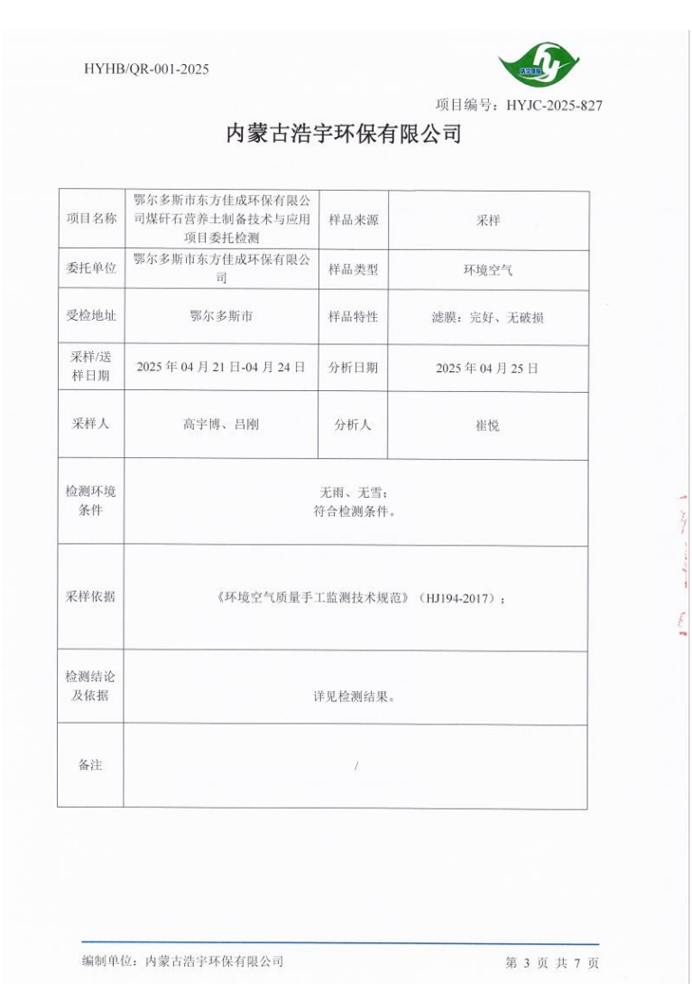 HYHB/QR-001-2025
hy
项目编号：HYJC-2025-827
内蒙古浩宇环保有限公司
项目名称
鄂尔多斯市东方佳成环保有限公
司煤矸石营养土制备技术与应用
项目委托检测
样品来源
采样
委托单位
鄂尔多斯市东方佳成环保有限公
司
样品类型
环境空气
受检地址
鄂尔多斯市
样品特性
滤膜：完好、无破损
采样/送
样日期
2025 年 04 月 21 日-04 月 24 日
分析日期
2025 年 04 月 25 日
采样人
高宇博、吕刚
分析人
崔悦
检测环境
条件
无雨、无雪；
符合检测条件。
采样依据
《环境空气质量手工监测技术规范》（HJ194-2017）；
检测结论
及依据
详见检测结果。
备注
/
编制单位：内蒙古浩宇环保有限公司
第 3 页 共 7 页